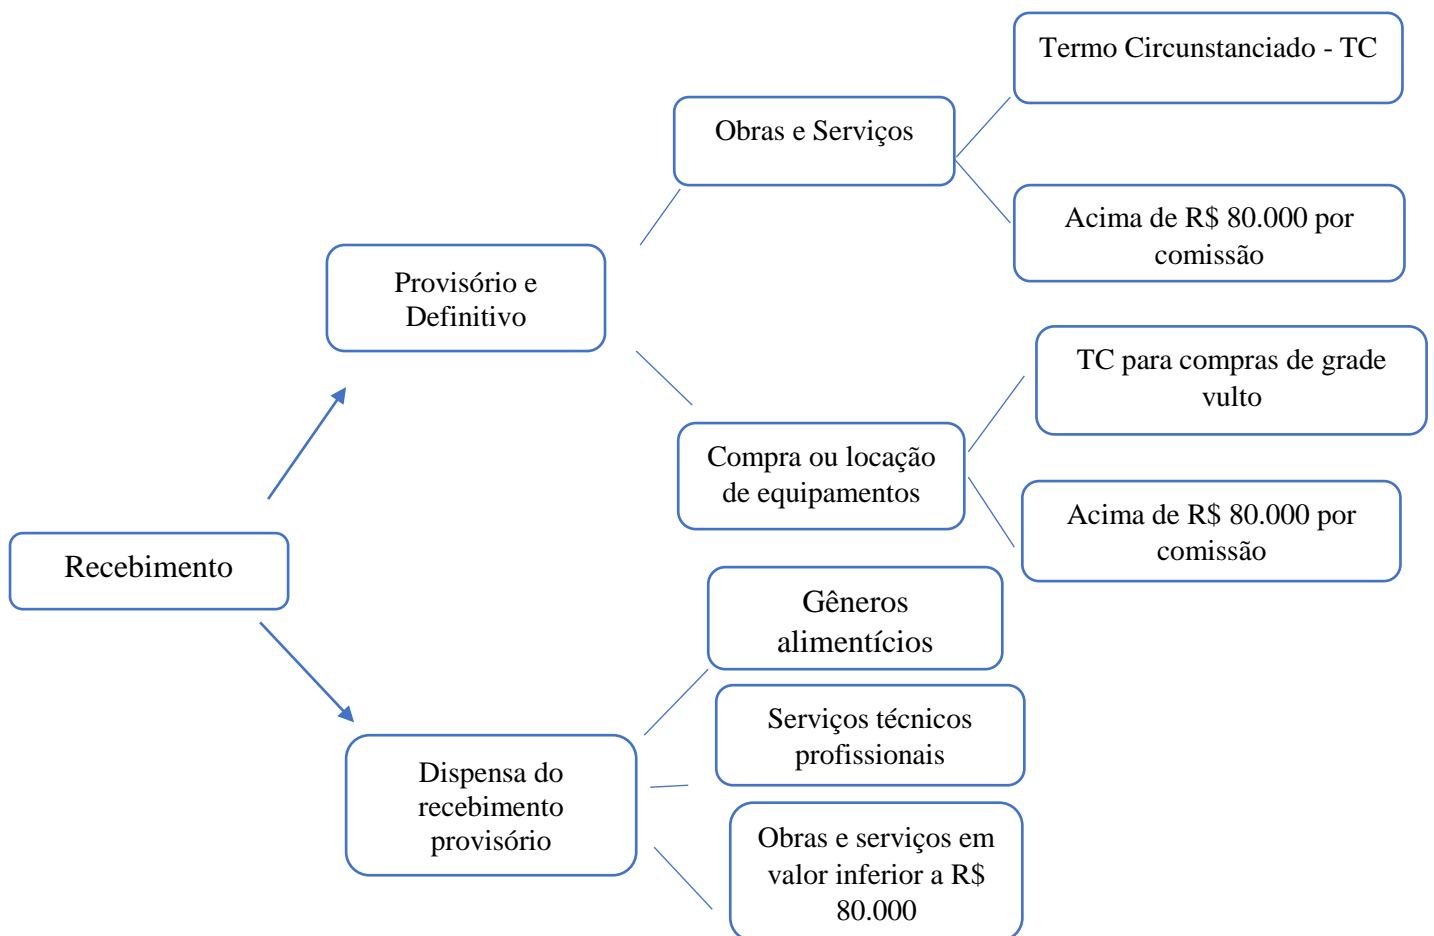 Termo Circunstanciado - TC
Obras e Serviços
Acima de R$ 80.000 por
comissão
Provisório e
Definitivo
TC para compras de grade
vulto
Compra ou locação
de equipamentos
Acima de R$ 80.000 por
comissão
Recebimento
Gêneros
alimentícios
Serviços técnicos
profissionais
Dispensa do
recebimento
provisório
Obras e serviços em
valor inferior a R$
80.000